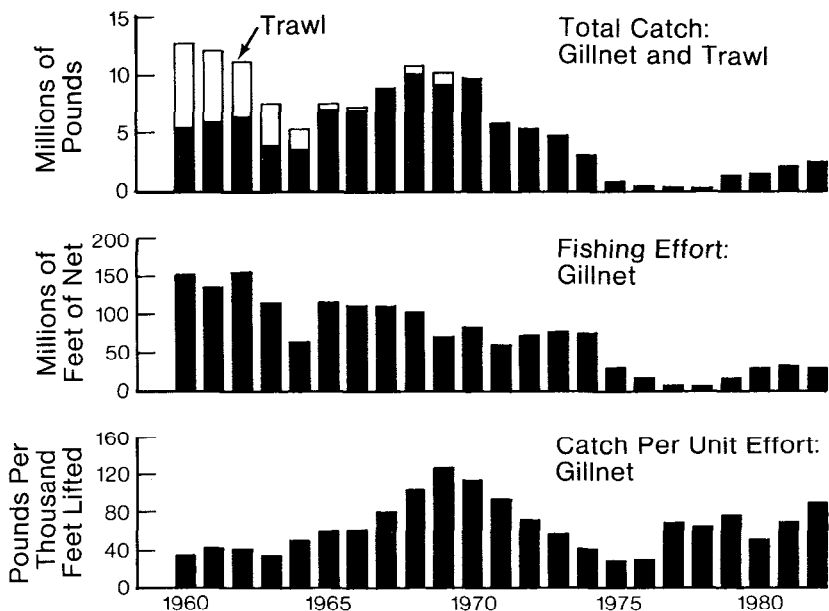 15
10
5
0
Millions of
Pounds
Trawl
Total Catch:
Gillnet and Trawl
200
150
100
50
0
Millions of
Feet of Net
Fishing Effort:
Gillnet
160
120
80
40
0
Pounds Per
Thousand
Feet Lifted
Catch Per Unit Effort:
Gillnet
1960 1965 1970 1975 1980